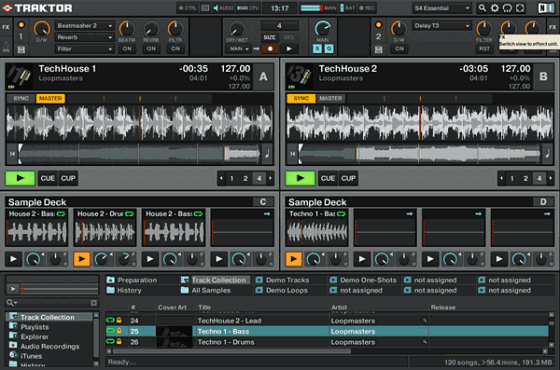 TRAKTOR
CTRL AUDIO CPU 13:17 MAIN BAT REC
S4 Essential
FX 1 Beatmasher 2 Reverb Filter
D/W BEATM REVRB FILTR
ON ON ON
DRY/WET 4 MAIN
MAIN SIZE
S Q
2 Delay T3
D/W FILTER
ON RST
FX
Switch view to effect unit.
TechHouse 1 -00:35 127.00 A
Loopmasters 04:01 +0.0%
127.00
SYNC MASTER
CUE CUP 1 2 4
TechHouse 2 -03:05 127.00 B
Loopmasters 04:01 +0.0%
127.00
SYNC MASTER
CUE CUP 1 2 4
Sample Deck C
House 2 - Bas House 2 - Dru House 2 - Bas
Sample Deck D
Techno 1 - Bas
Preparation Track Collection Demo Tracks Demo One-Shots not assigned not assigned
History All Samples Demo Loops not assigned not assigned not assigned
Track Collection
Playlists
Explorer
Audio Recordings
iTunes
History
# Cover Art Title Artist Release
24 TechHouse 2 - Lead Loopmasters
25 Techno 1 - Bass Loopmasters
26 Techno 1 - Drums Loopmasters
Ready...
120 songs, >56.4 mins, 191.3 MB